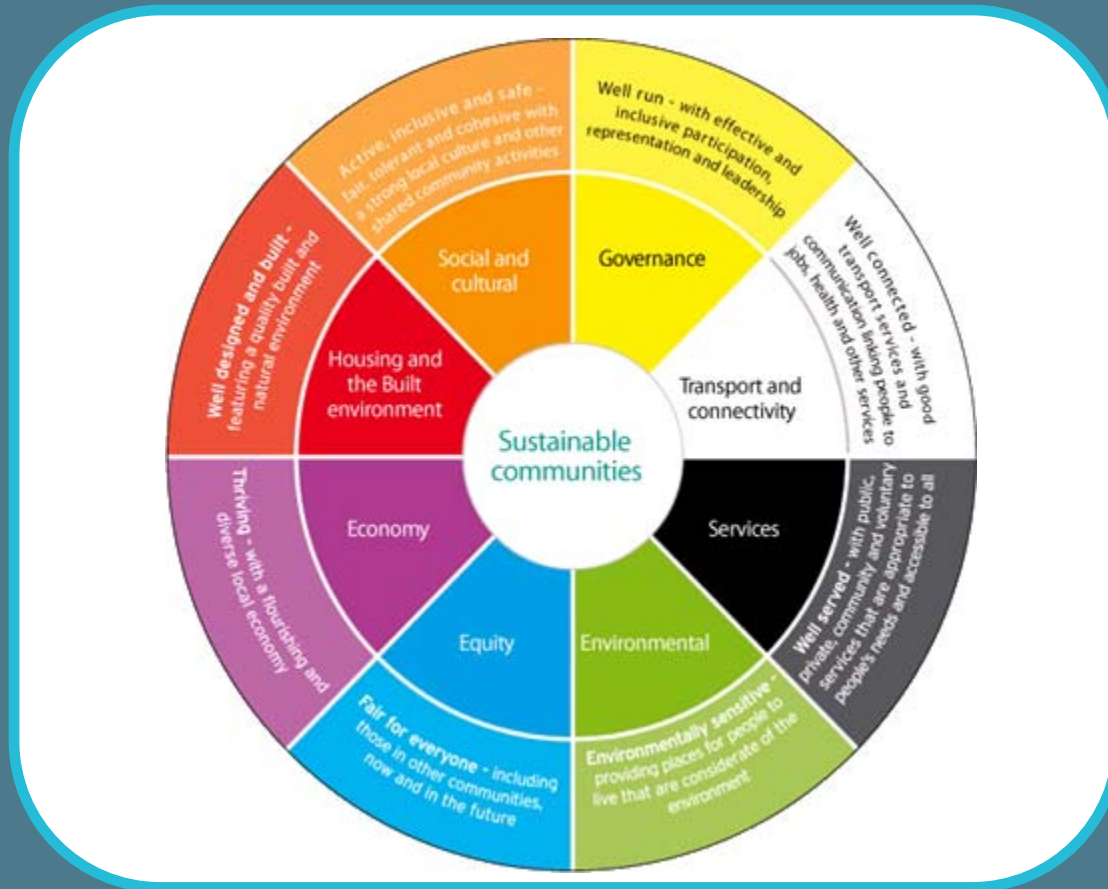 Sustainable
communities
Governance
Well run - with effective and
inclusive participation,
representation and leadership
Transport and
connectivity
Well connected - with good
transport services and
communication linking people to
jobs, health and other services
Services
Well served - with public,
private, community and voluntary
services that are appropriate to
people's needs and accessible to all
Environmental
Environmentally sensitive -
providing places for people to
live that are considerate of the
environment
Equity
Fair for everyone - including
those in other communities,
now and in the future
Economy
Thriving - with a flourishing and
diverse local economy
Housing and
the Built
environment
Well designed and built -
featuring a quality built and
natural environment
Social and
cultural
Active, inclusive and safe -
fair, tolerant and cohesive with
a strong local culture and other
shared community activities